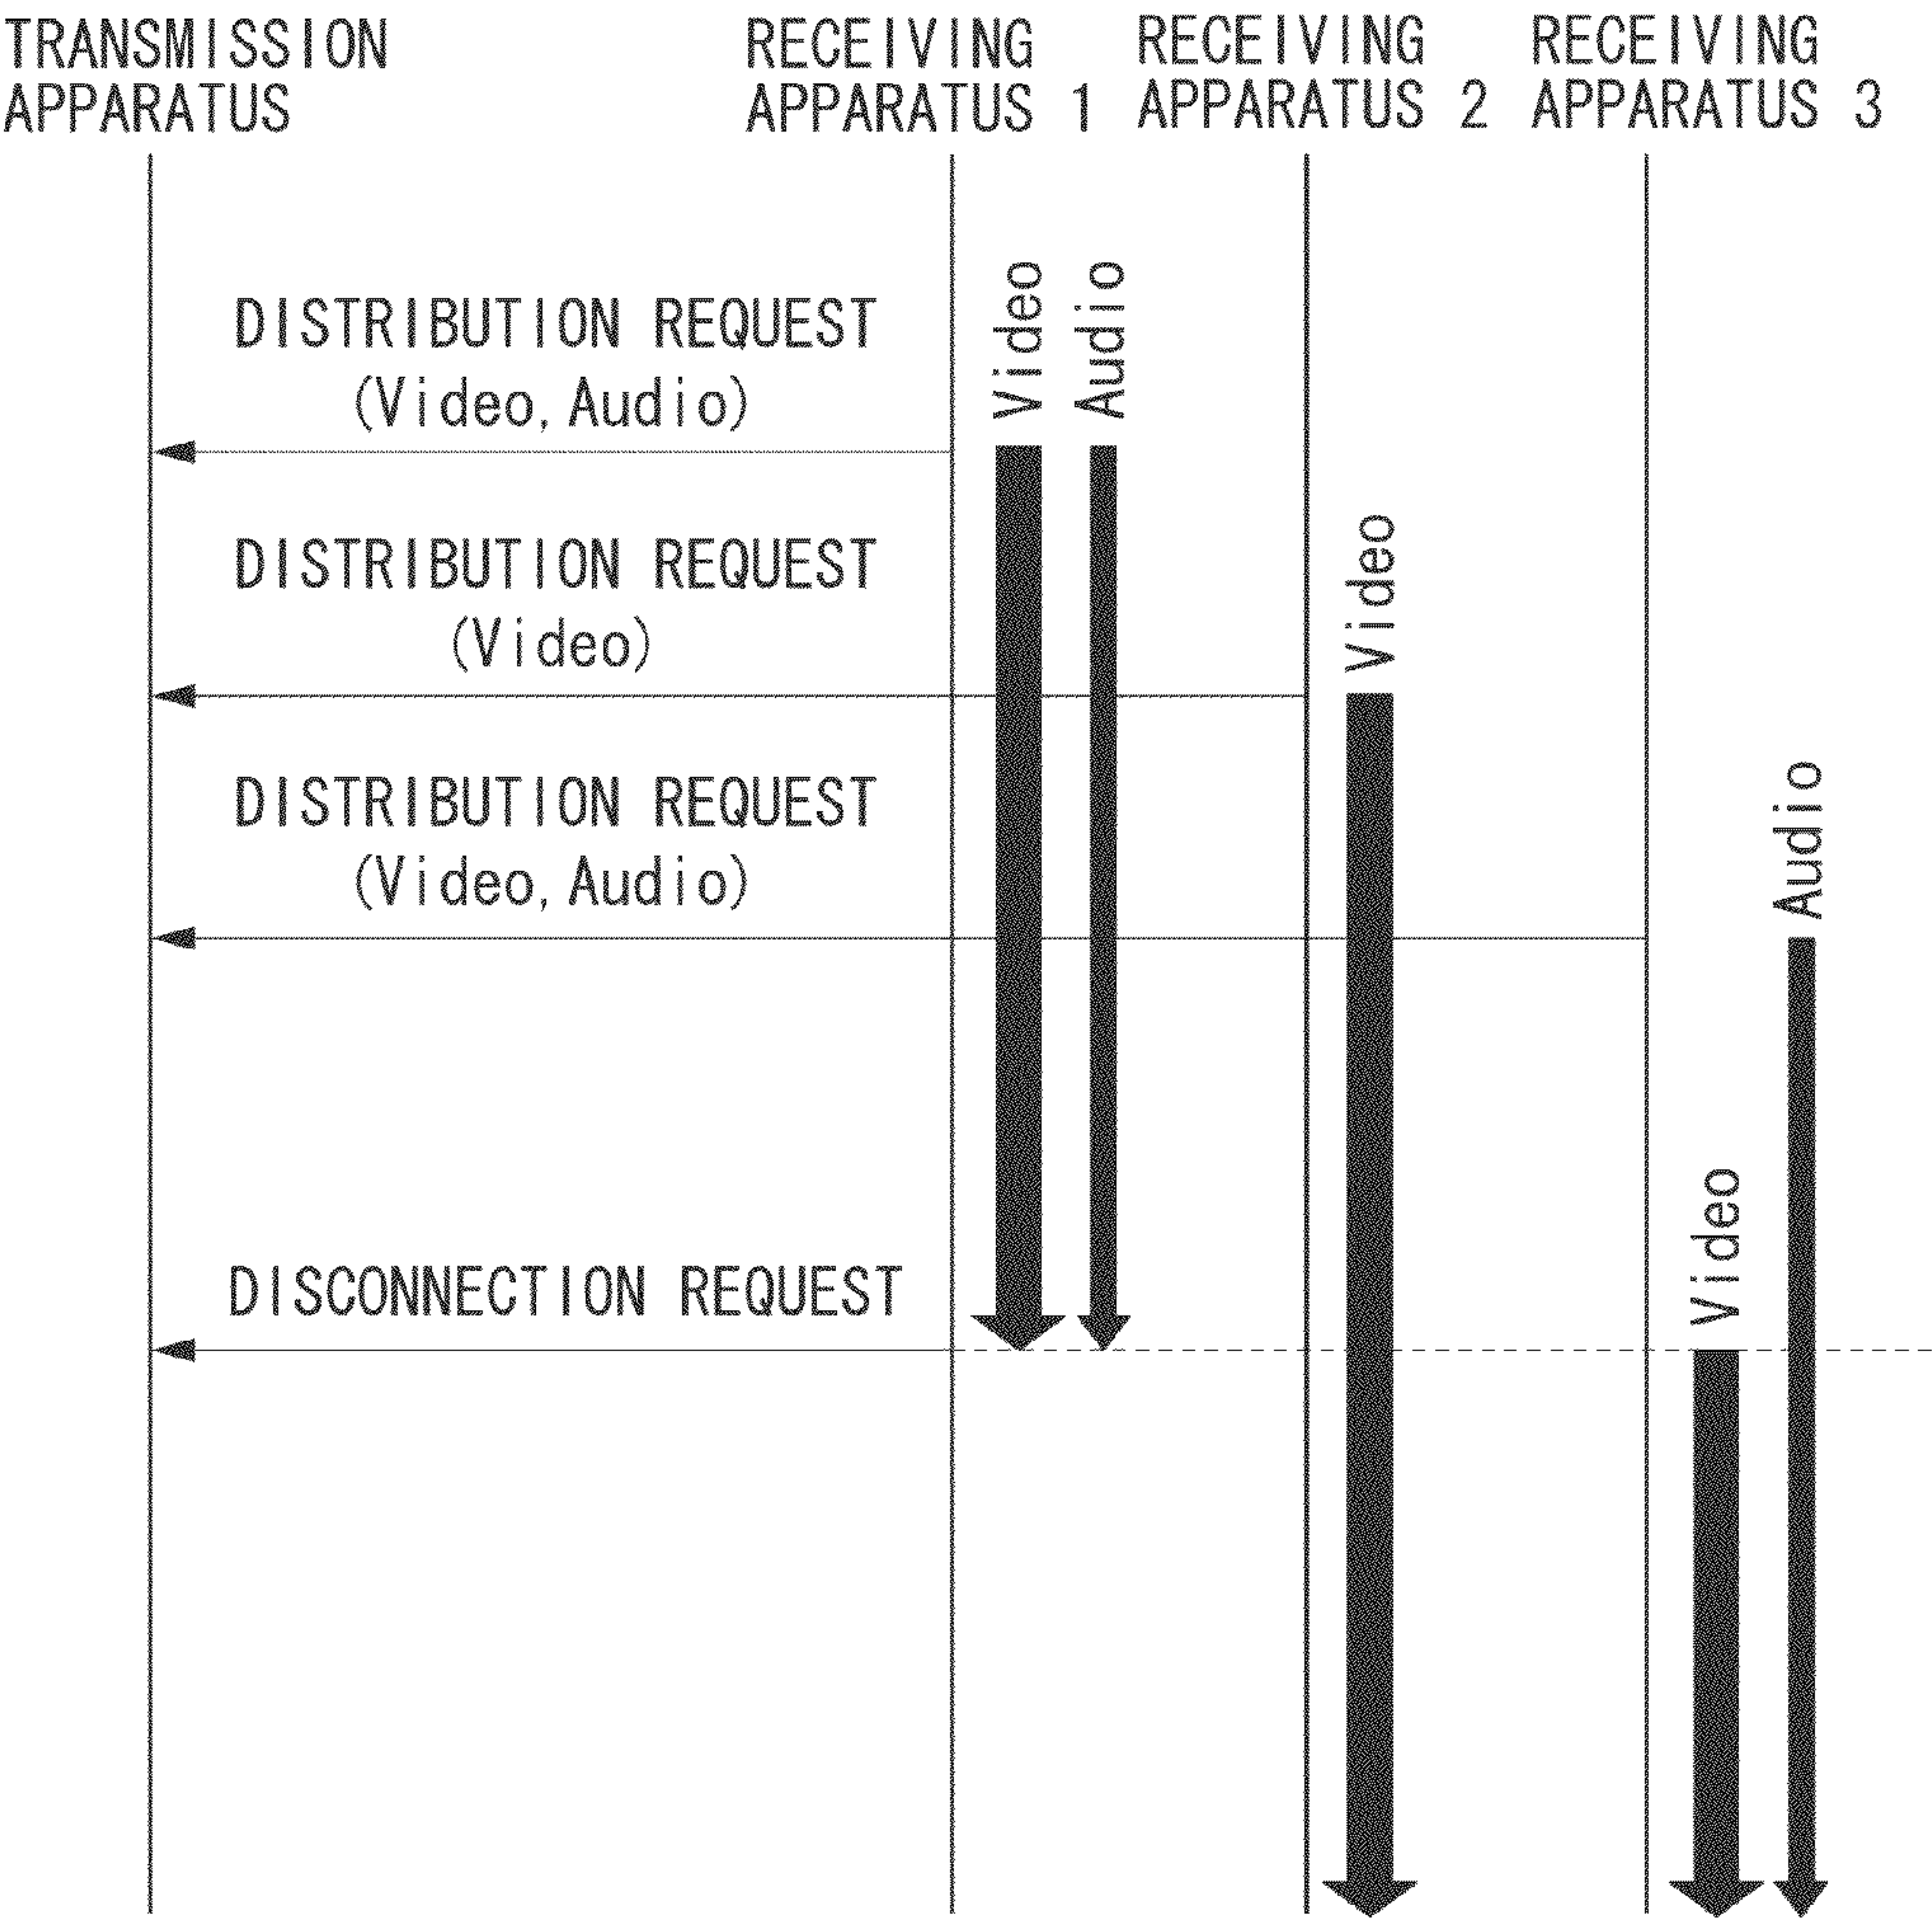 TRANSMISSION
APPARATUS
RECEIVING
APPARATUS 1
RECEIVING
APPARATUS 2
RECEIVING
APPARATUS 3
Video
Audio
DISTRIBUTION REQUEST
(Video, Audio)
DISTRIBUTION REQUEST
(Video)
Video
DISTRIBUTION REQUEST
(Video, Audio)
Audio
Video
DISCONNECTION REQUEST